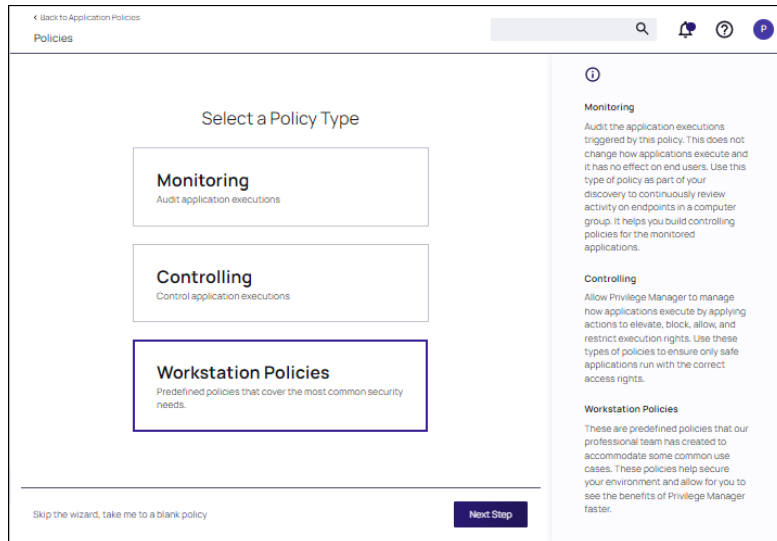 Back to Application Policies
Policies
P
Select a Policy Type
Monitoring
Audit application executions
Controlling
Control application executions
Workstation Policies
Predefined policies that cover the most common security
needs.
Skip the wizard, take me to a blank policy
Next Step
Monitoring
Audit the application executions
triggered by this policy. This does not
change how applications execute and
it has no effect on end users. Use this
type of policy as part of your
discovery to continuously review
activity on endpoints in a computer
group. It helps you build controlling
policies for the monitored
applications.
Controlling
Allow Privilege Manager to manage
how applications execute by applying
actions to elevate, block, allow, and
restrict execution rights. Use these
types of policies to ensure only safe
applications run with the correct
access rights.
Workstation Policies
These are predefined policies that our
professional team has created to
accommodate some common use
cases. These policies help secure
your environment and allow for you to
see the benefits of Privilege Manager
faster.